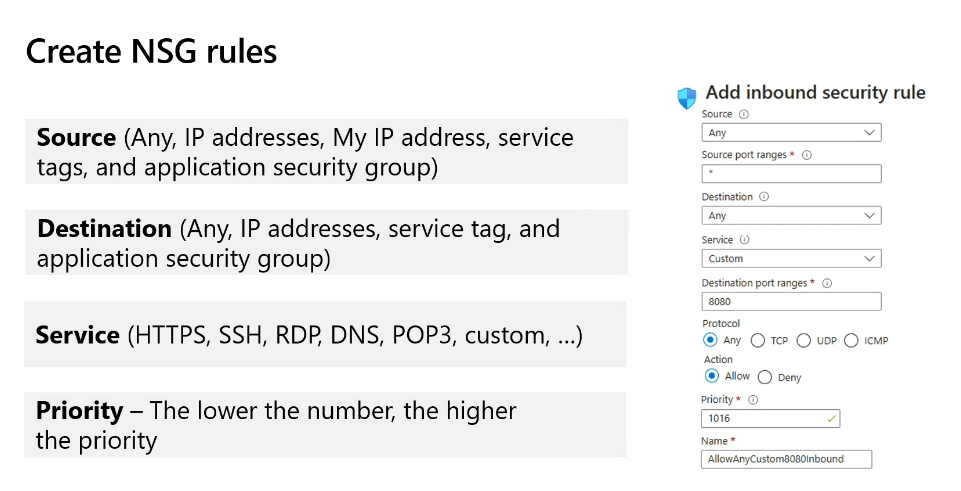 Create NSG rules
Source (Any, IP addresses, My IP address, service
tags, and application security group)
Destination (Any, IP addresses, service tag, and
application security group)
Service (HTTPS, SSH, RDP, DNS, POP3, custom, ...)
Priority – The lower the number, the higher
the priority
Add inbound security rule
Source
Any
Source port ranges *
*
Destination
Any
Service
Custom
Destination port ranges *
8080
Protocol
Any TCP UDP ICMP
Action
Allow Deny
Priority *
1016
Name *
AllowAnyCustom8080Inbound